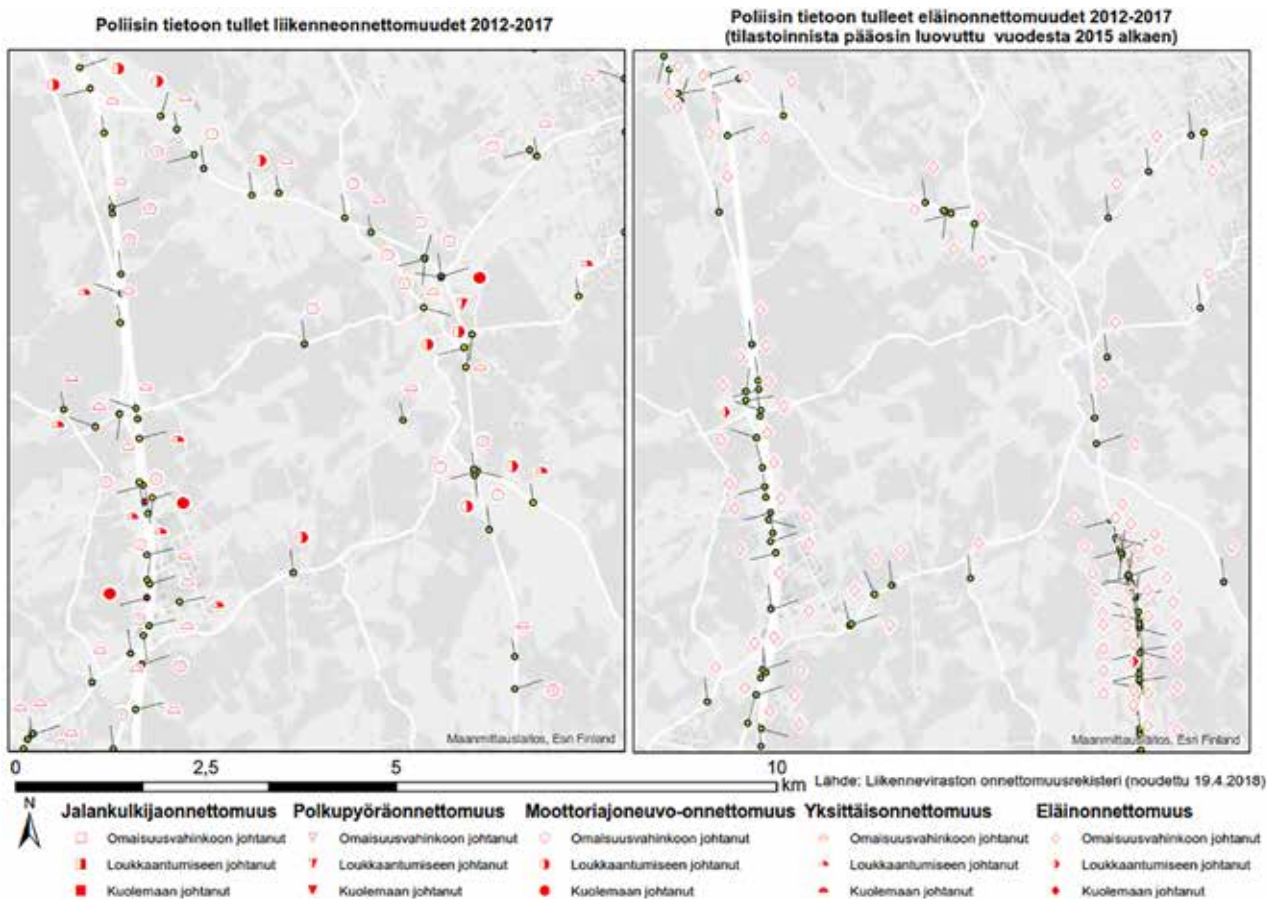 Poliisin tietoon tullet liikenneonnettomuudet 2012-2017
Poliisin tietoon tulleet eläinonnettomuudet 2012-2017
(tilastoinnista pääosin luovuttu vuodesta 2015 alkaen)
Maanmittauslaitos, Esri Finland
Maanmittauslaitos, Esri Finland
0 2,5 5 10
km
Lähde: Liikenneviraston onnettomuusrekisteri (noudettu 19.4.2018)
N
Jalankulkijaonnettomuus
Omaisuusvahinkoon johtanut
Loukkaantumiseen johtanut
Kuolemaan johtanut
Polkupyöräonnettomuus
Omaisuusvahinkoon johtanut
Loukkaantumiseen johtanut
Kuolemaan johtanut
Moottoriajoneuvo-onnettomuus
Omaisuusvahinkoon johtanut
Loukkaantumiseen johtanut
Kuolemaan johtanut
Yksittäisonnettomuus
Omaisuusvahinkoon johtanut
Loukkaantumiseen johtanut
Kuolemaan johtanut
Eläinonnettomuus
Omaisuusvahinkoon johtanut
Loukkaantumiseen johtanut
Kuolemaan johtanut